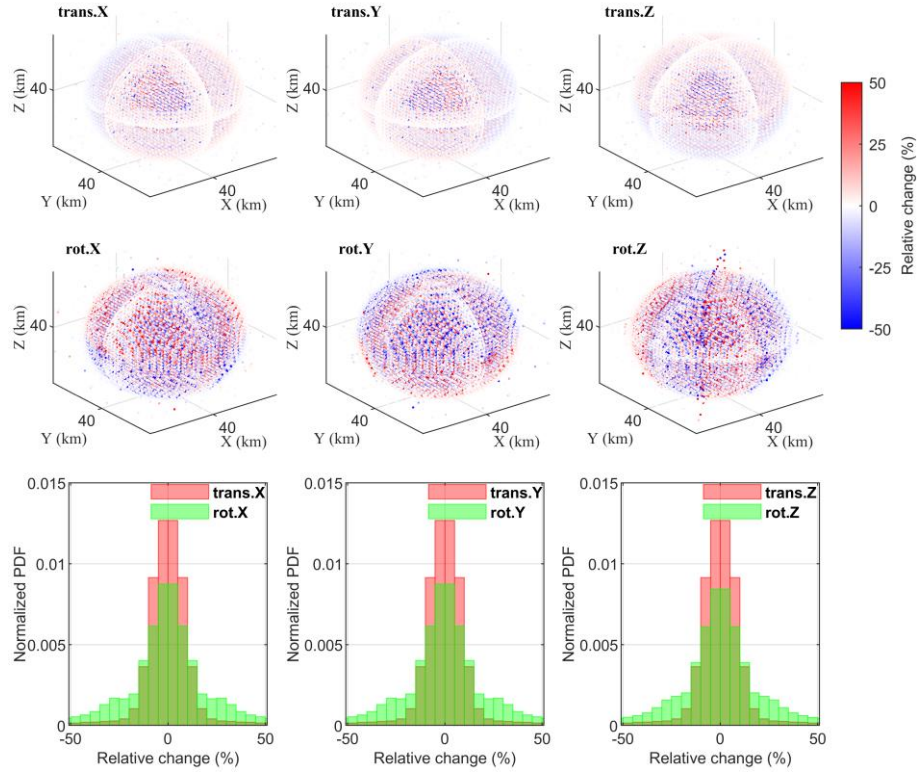 trans.X
trans.Y
trans.Z
Z (km)
40
Y (km)
40
40
X (km)
Z (km)
40
Y (km)
40
40
X (km)
Z (km)
40
Y (km)
40
40
X (km)
50
25
0
-25
-50
Relative change (%)
rot.X
rot.Y
rot.Z
Z (km)
40
Y (km)
40
40
X (km)
Z (km)
40
Y (km)
40
40
X (km)
Z (km)
40
Y (km)
40
40
X (km)
0.015
0.01
0.005
0
Normalized PDF
trans.X
rot.X
-50
0
50
Relative change (%)
0.015
0.01
0.005
0
Normalized PDF
trans.Y
rot.Y
-50
0
50
Relative change (%)
0.015
0.01
0.005
0
Normalized PDF
trans.Z
rot.Z
-50
0
50
Relative change (%)